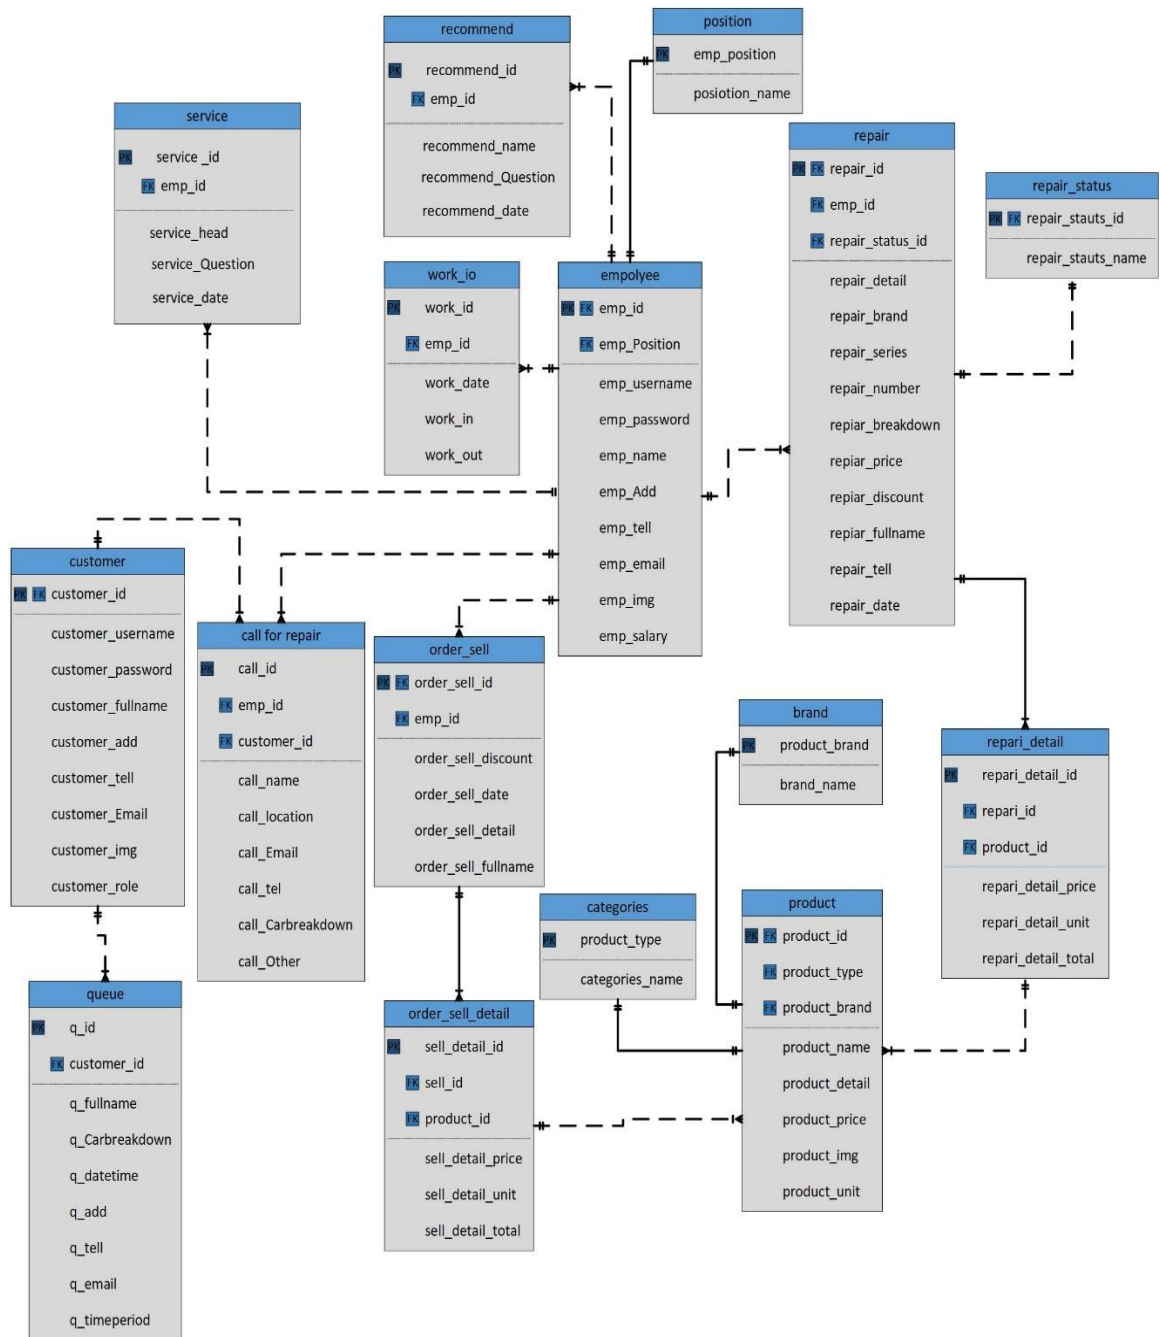 recommend
PK recommend_id
FK emp_id
recommend_name
recommend_Question
recommend_date
position
PK emp_position
posiotion_name
service
PK service _id
FK emp_id
service_head
service_Question
service_date
repair
PK FK repair_id
FK emp_id
FK repair_status_id
repair_detail
repair_brand
repair_series
repair_number
repiar_breakdown
repiar_price
repiar_discount
repiar_fullname
repair_tell
repair_date
repair_status
PK FK repair_stauts_id
repair_stauts_name
work_io
PK work_id
FK emp_id
work_date
work_in
work_out
empolyee
PK FK emp_id
FK emp_Position
emp_username
emp_password
emp_name
emp_Add
emp_tell
emp_email
emp_img
emp_salary
customer
PK FK customer_id
customer_username
customer_password
customer_fullname
customer_add
customer_tell
customer_Email
customer_img
customer_role
call for repair
PK call_id
FK emp_id
FK customer_id
call_name
call_location
call_Email
call_tel
call_Carbreakdown
call_Other
order_sell
PK FK order_sell_id
FK emp_id
order_sell_discount
order_sell_date
order_sell_detail
order_sell_fullname
brand
PK product_brand
brand_name
repari_detail
PK repari_detail_id
FK repari_id
FK product_id
repari_detail_price
repari_detail_unit
repari_detail_total
categories
PK product_type
categories_name
product
PK FK product_id
FK product_type
FK product_brand
product_name
product_detail
product_price
product_img
product_unit
queue
PK q_id
FK customer_id
q_fullname
q_Carbreakdown
q_datetime
q_add
q_tell
q_email
q_timeperiod
order_sell_detail
PK sell_detail_id
FK sell_id
FK product_id
sell_detail_price
sell_detail_unit
sell_detail_total